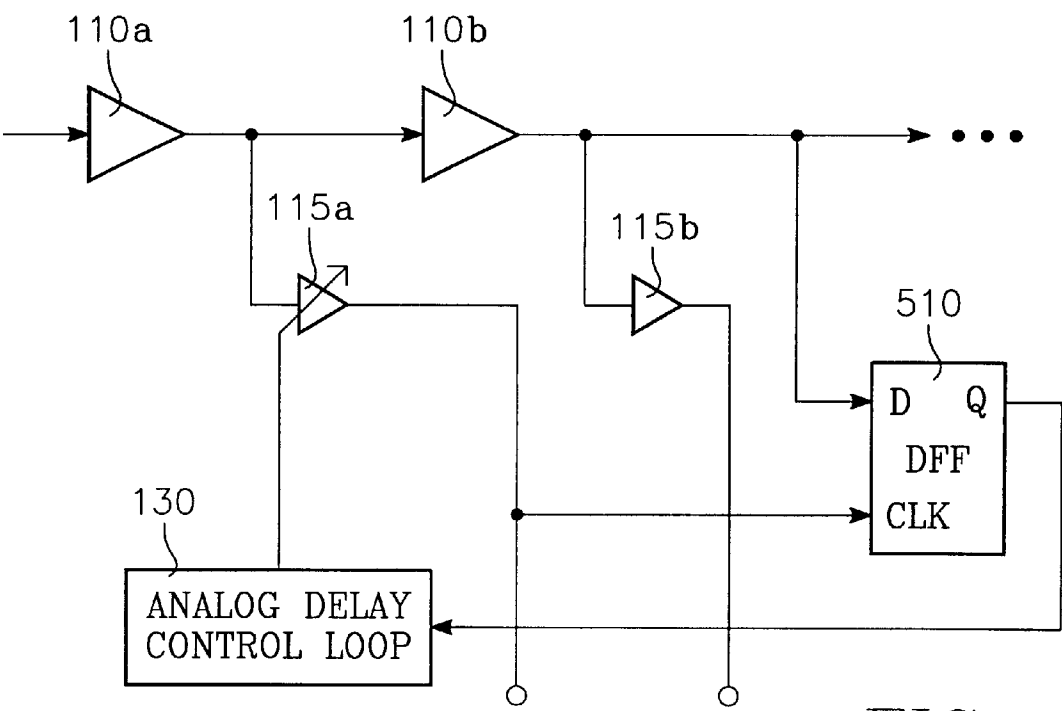 110a
110b
115a
115b
510
D Q
DFF
CLK
130
ANALOG DELAY
CONTROL LOOP